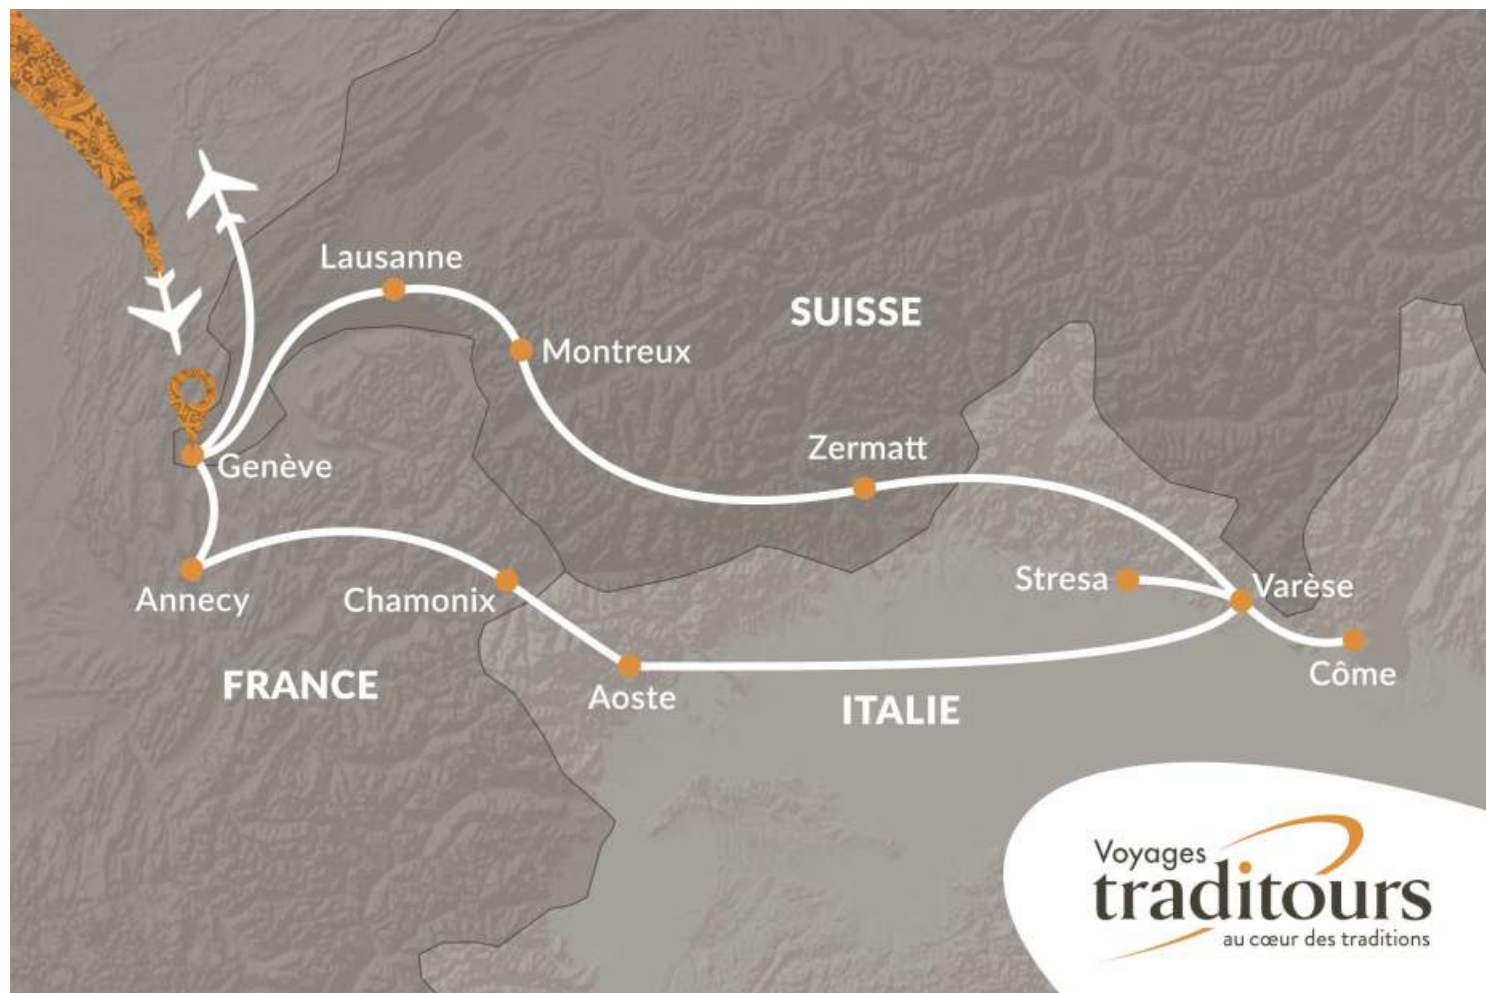 Lausanne
SUISSE
Montreux
Zermatt
Genève
Stresa
Varèse
Annecy
Chamonix
Côme
FRANCE
Aoste
ITALIE
Voyages
traditours
au cœur des traditions